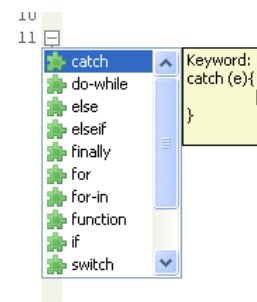 10
11
catch
do-while
else
elseif
finally
for
for-in
function
if
switch
Keyword:
catch (e){
}